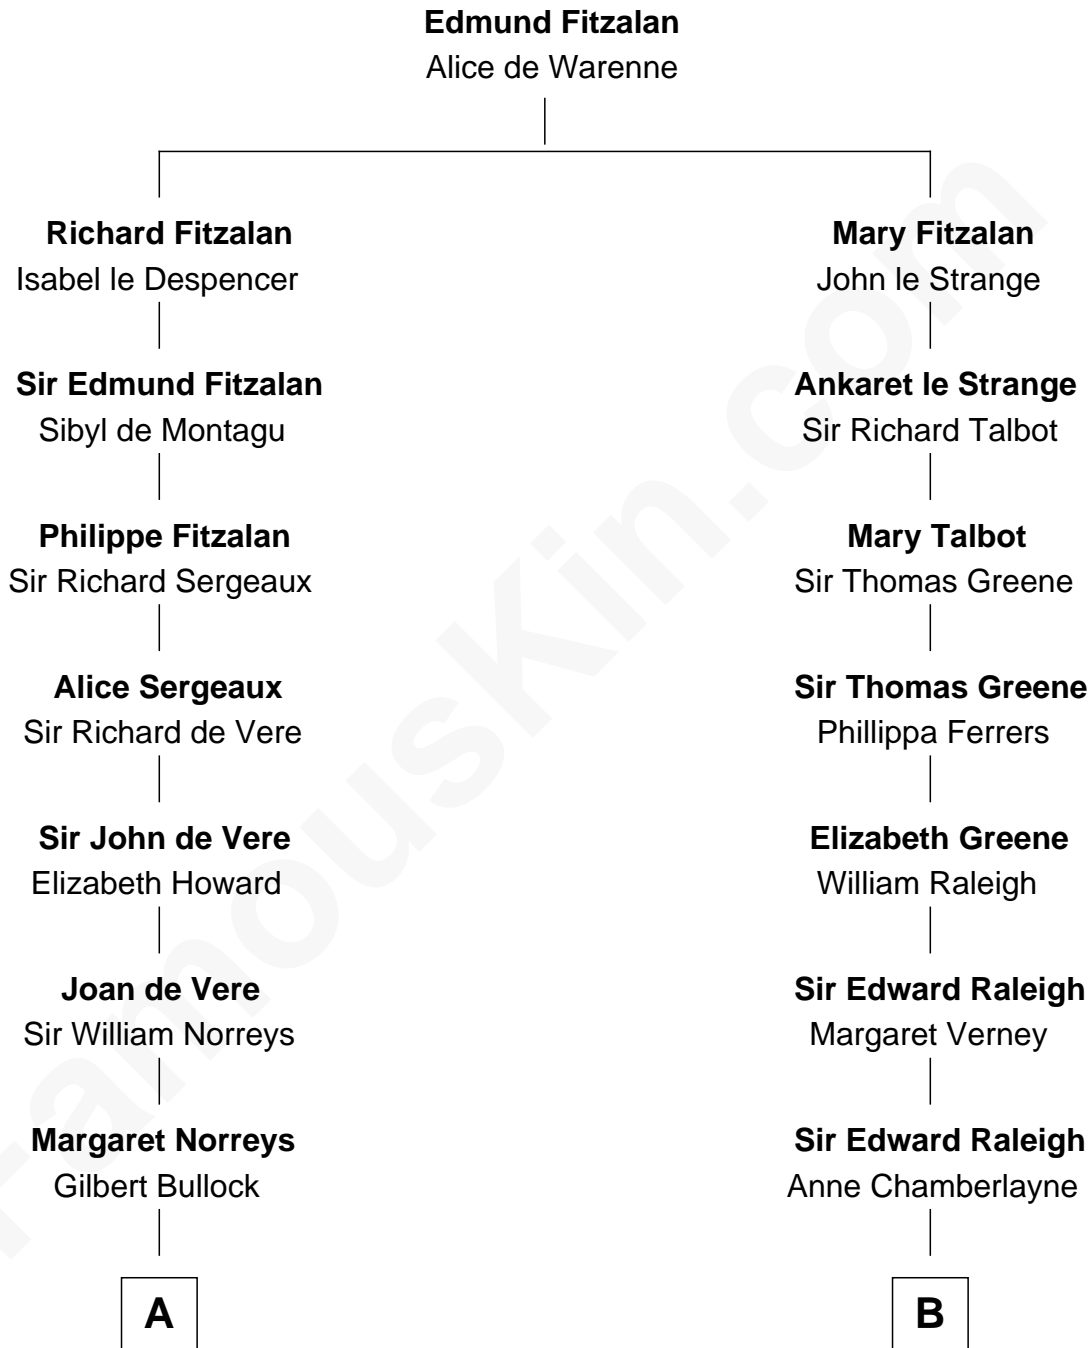 Edmund Fitzalan
Alice de Warenne
Richard Fitzalan
Isabel le Despencer
Sir Edmund Fitzalan
Sibyl de Montagu
Philippe Fitzalan
Sir Richard Sergeaux
Alice Sergeaux
Sir Richard de Vere
Sir John de Vere
Elizabeth Howard
Joan de Vere
Sir William Norreys
Margaret Norreys
Gilbert Bullock
A
Mary Fitzalan
John le Strange
Ankaret le Strange
Sir Richard Talbot
Mary Talbot
Sir Thomas Greene
Sir Thomas Greene
Phillippa Ferrers
Elizabeth Greene
William Raleigh
Sir Edward Raleigh
Margaret Verney
Sir Edward Raleigh
Anne Chamberlayne
B
FamousKin.com